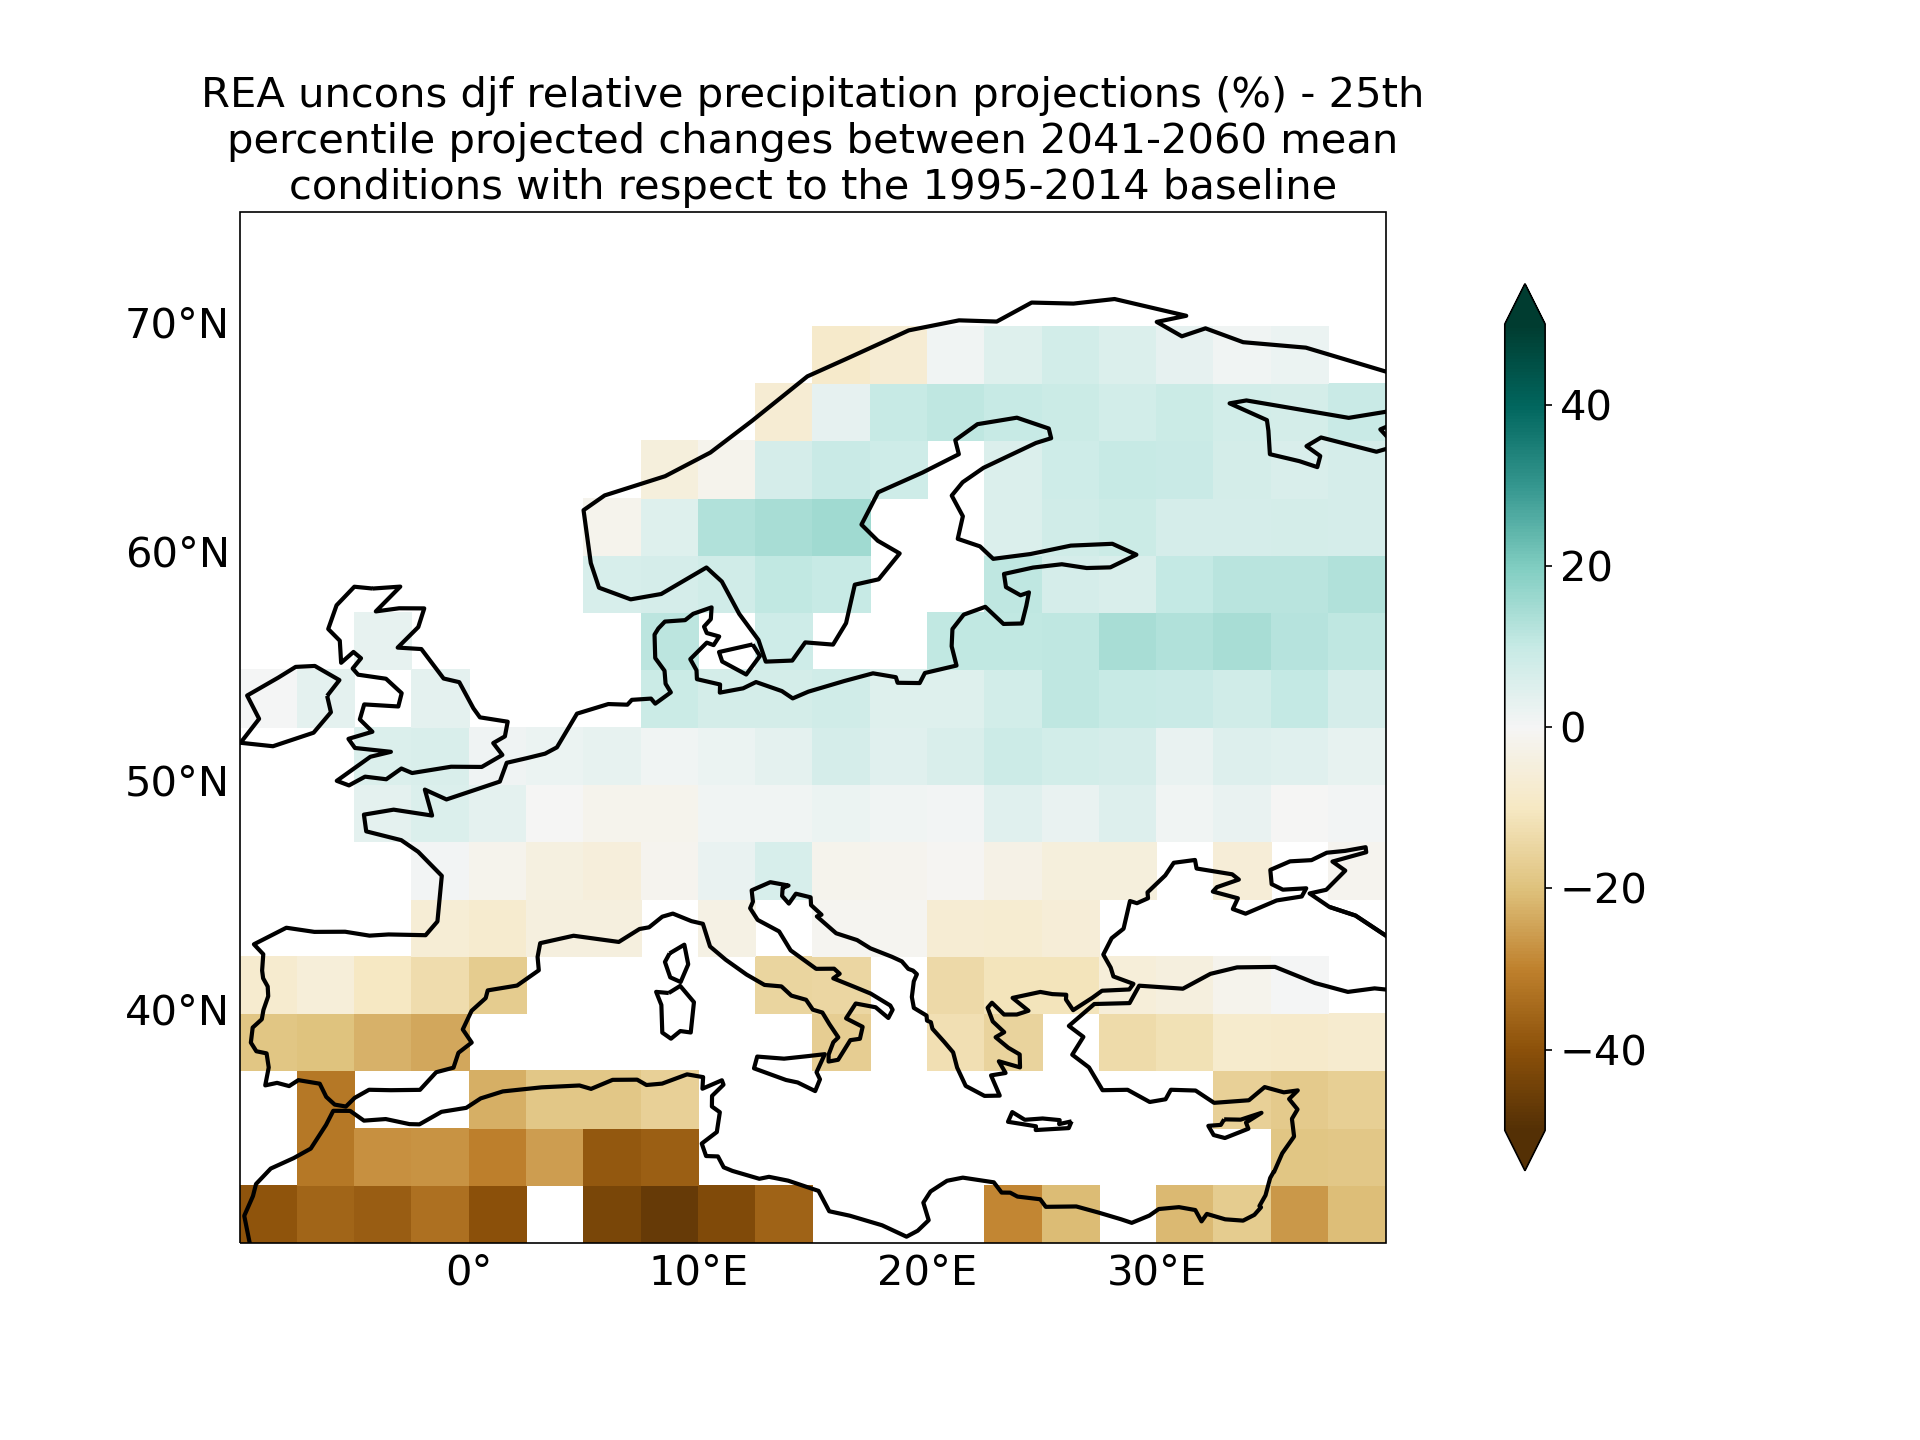 REA uncons djf relative precipitation projections (%) - 25th
percentile projected changes between 2041-2060 mean
conditions with respect to the 1995-2014 baseline
70°N
60°N
50°N
40°N
0°
10°E
20°E
30°E
40
20
0
−20
−40